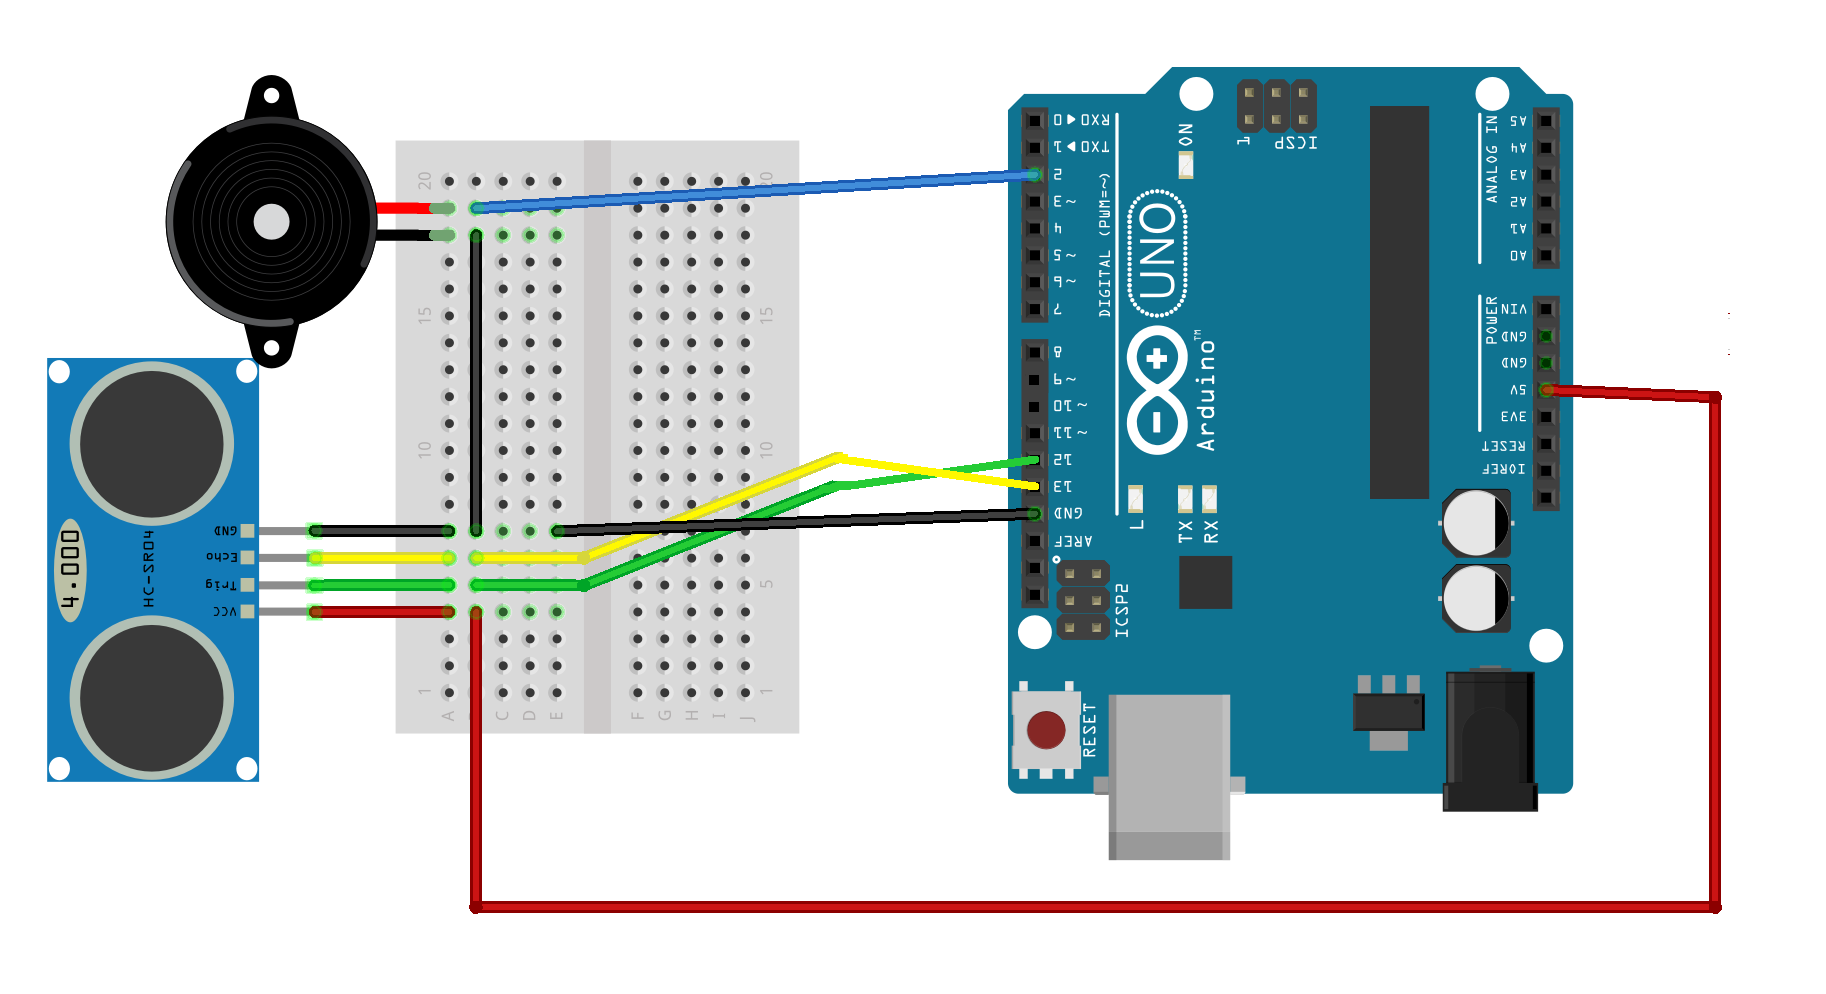 20
15
10
1
A
C
D
E
F
G
H
I
J
20
15
10
5
1
GND
Echo
Trig
VCC
HC-SR04
4.000
RX0◀0
TX0▶1
2
~3
4
~5
~6
7
8
~9
~10
~11
12
13
GND
AREF
DIGITAL (PWM=~)
ON
1
ICSP
UNO
Arduino™
L
TX
RX
ICSP2
RESET
ANALOG IN
A5
A4
A3
A2
A1
A0
POWER
VIN
GND
GND
5V
3V3
RESET
IOREF